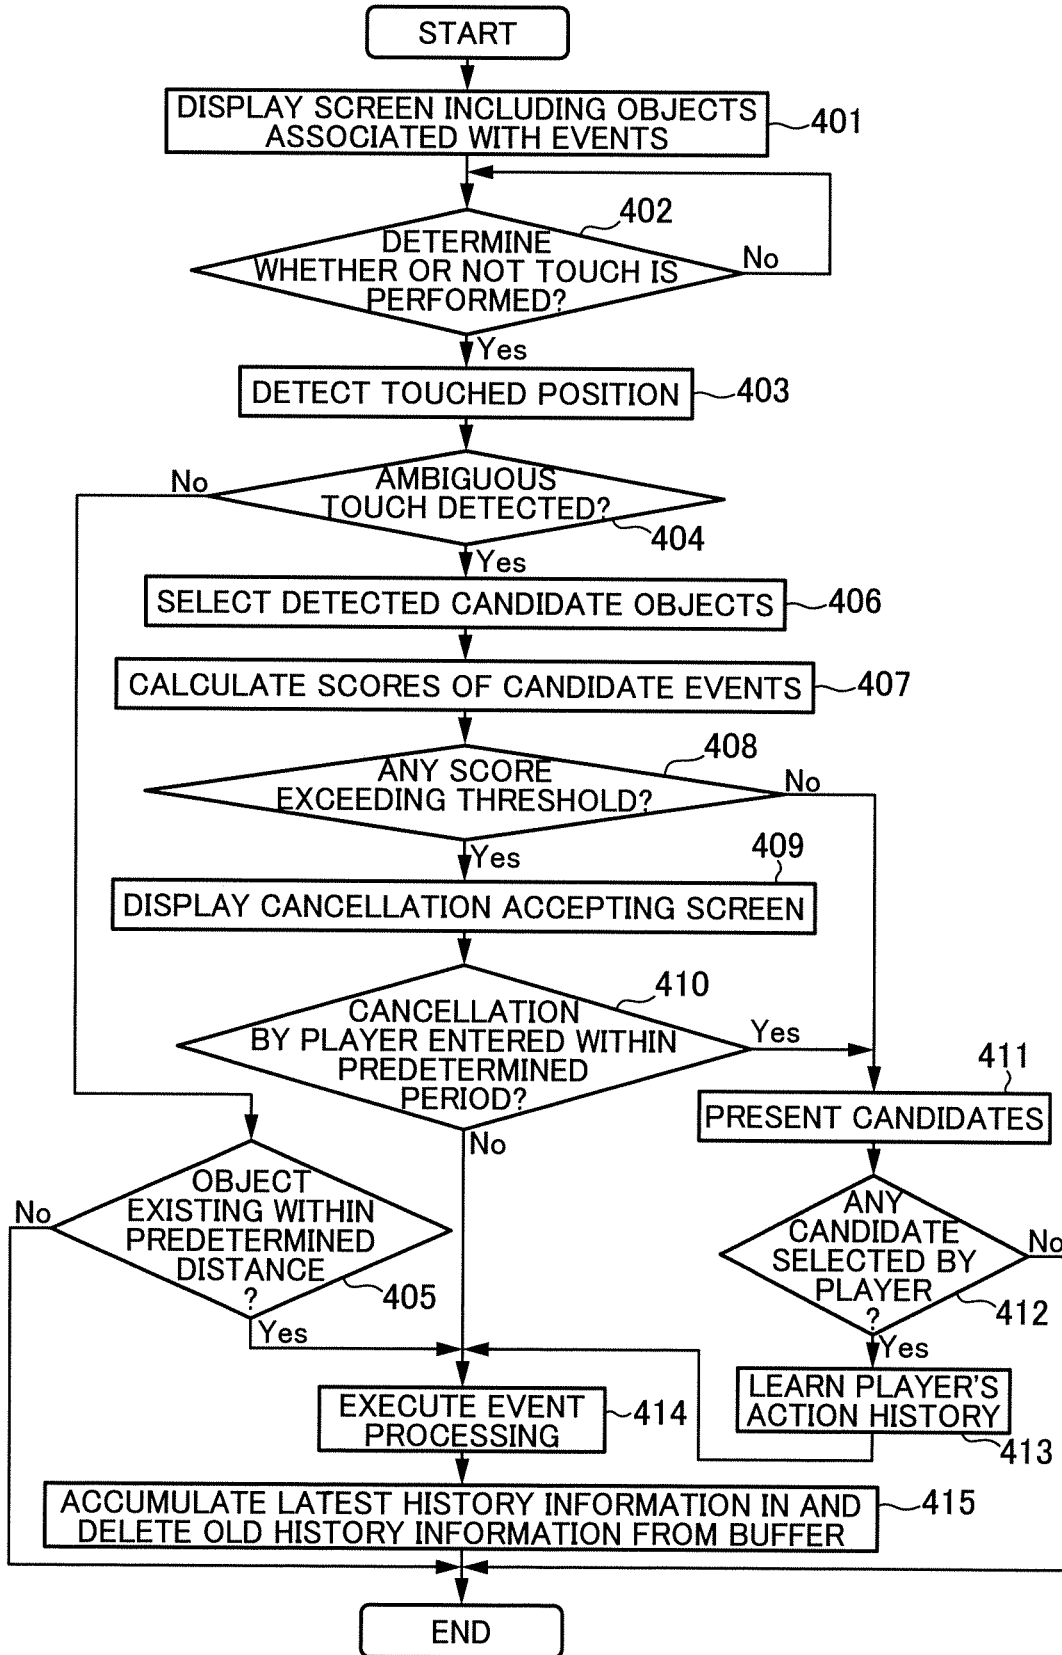 START
DISPLAY SCREEN INCLUDING OBJECTS
ASSOCIATED WITH EVENTS
401
402
DETERMINE
WHETHER OR NOT TOUCH IS
PERFORMED?
No
Yes
DETECT TOUCHED POSITION
403
No
AMBIGUOUS
TOUCH DETECTED?
404
Yes
SELECT DETECTED CANDIDATE OBJECTS
406
CALCULATE SCORES OF CANDIDATE EVENTS
407
408
ANY SCORE
EXCEEDING THRESHOLD?
No
Yes
409
DISPLAY CANCELLATION ACCEPTING SCREEN
410
CANCELLATION
BY PLAYER ENTERED WITHIN
PREDETERMINED
PERIOD?
Yes
No
411
PRESENT CANDIDATES
OBJECT
EXISTING WITHIN
PREDETERMINED
DISTANCE
?
No
405
Yes
ANY
CANDIDATE
SELECTED BY
PLAYER
?
No
412
Yes
LEARN PLAYER'S
ACTION HISTORY
413
EXECUTE EVENT
PROCESSING
414
ACCUMULATE LATEST HISTORY INFORMATION IN AND
DELETE OLD HISTORY INFORMATION FROM BUFFER
415
END